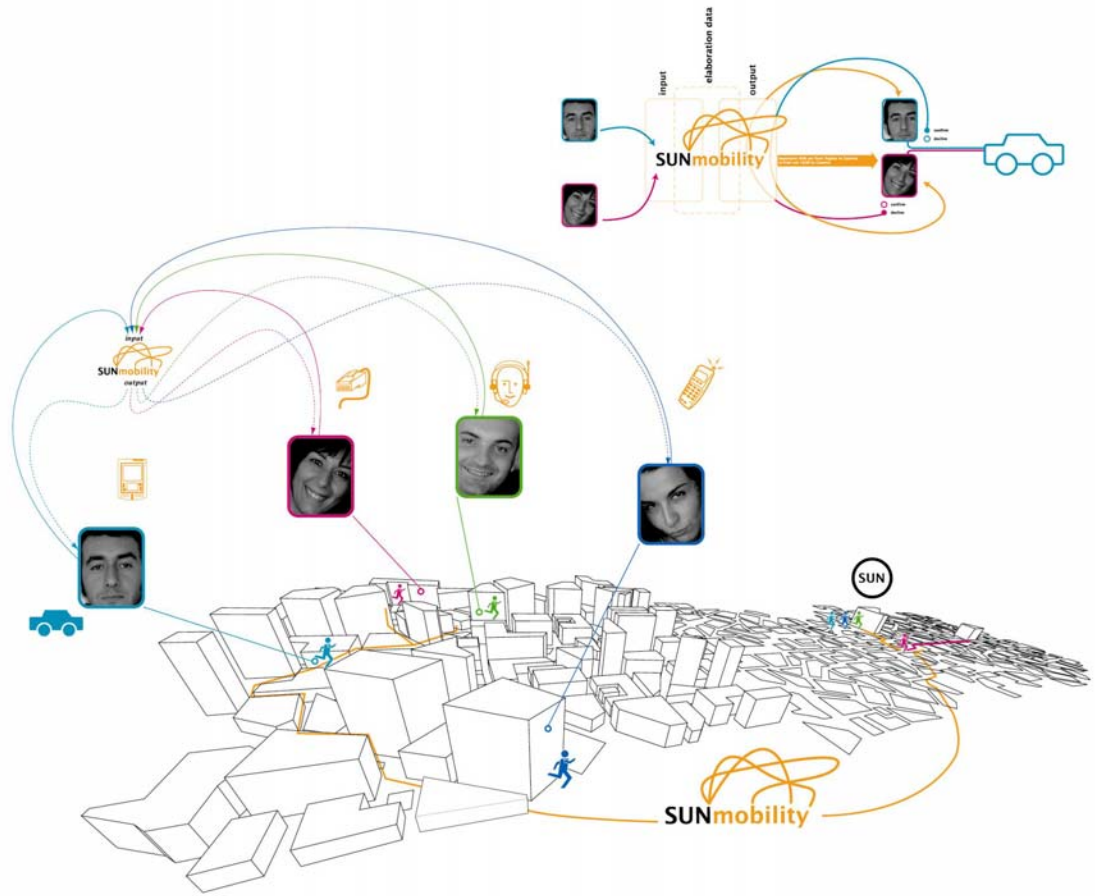 elaboration data
input
output
SUNmobility
confirm
decline
confirm
decline
input
SUNmobility
output
SUN
SUNmobility